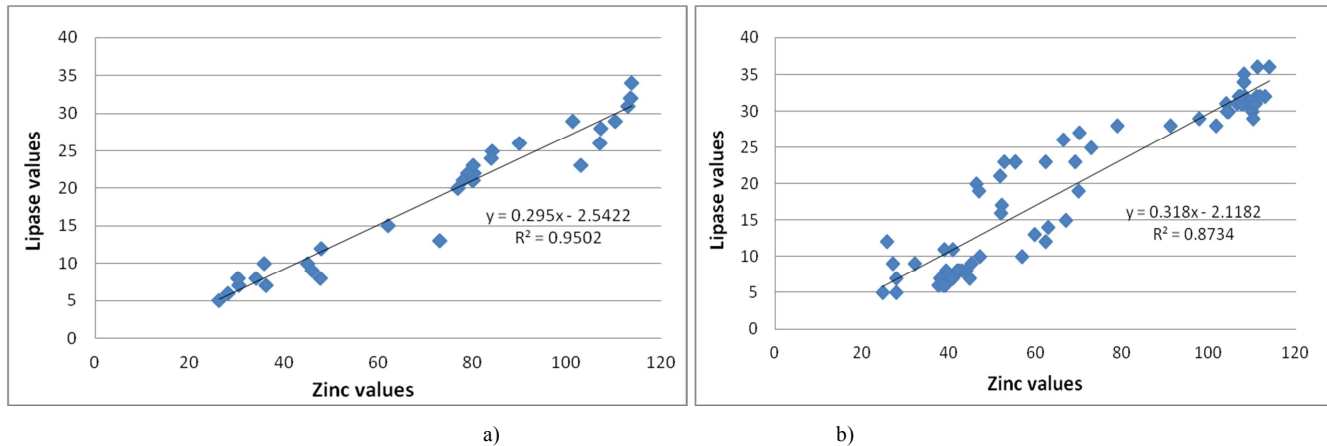 40
35
30
25
20
15
10
5
0
Lipase values
y = 0.295x - 2.5422
R² = 0.9502
0 20 40 60 80 100 120
Zinc values
40
35
30
25
20
15
10
5
0
Lipase values
y = 0.318x - 2.1182
R² = 0.8734
0 20 40 60 80 100 120
Zinc values
a)
b)